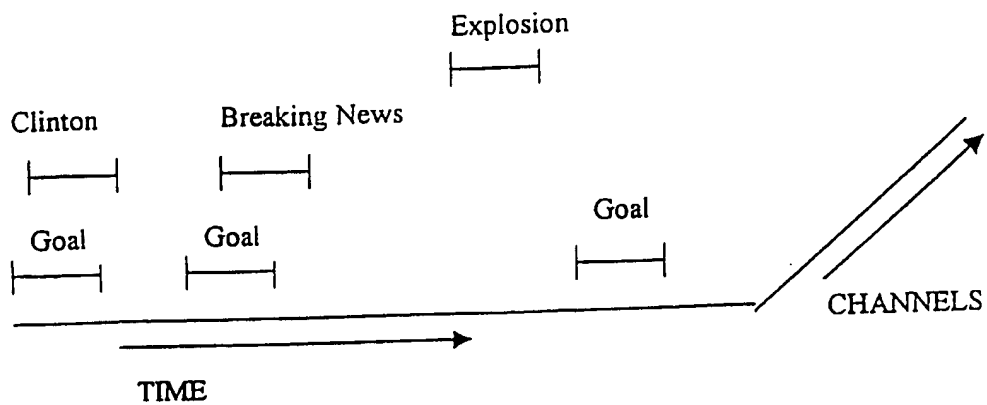 Explosion
Clinton
Breaking News
Goal
Goal
Goal
CHANNELS
TIME